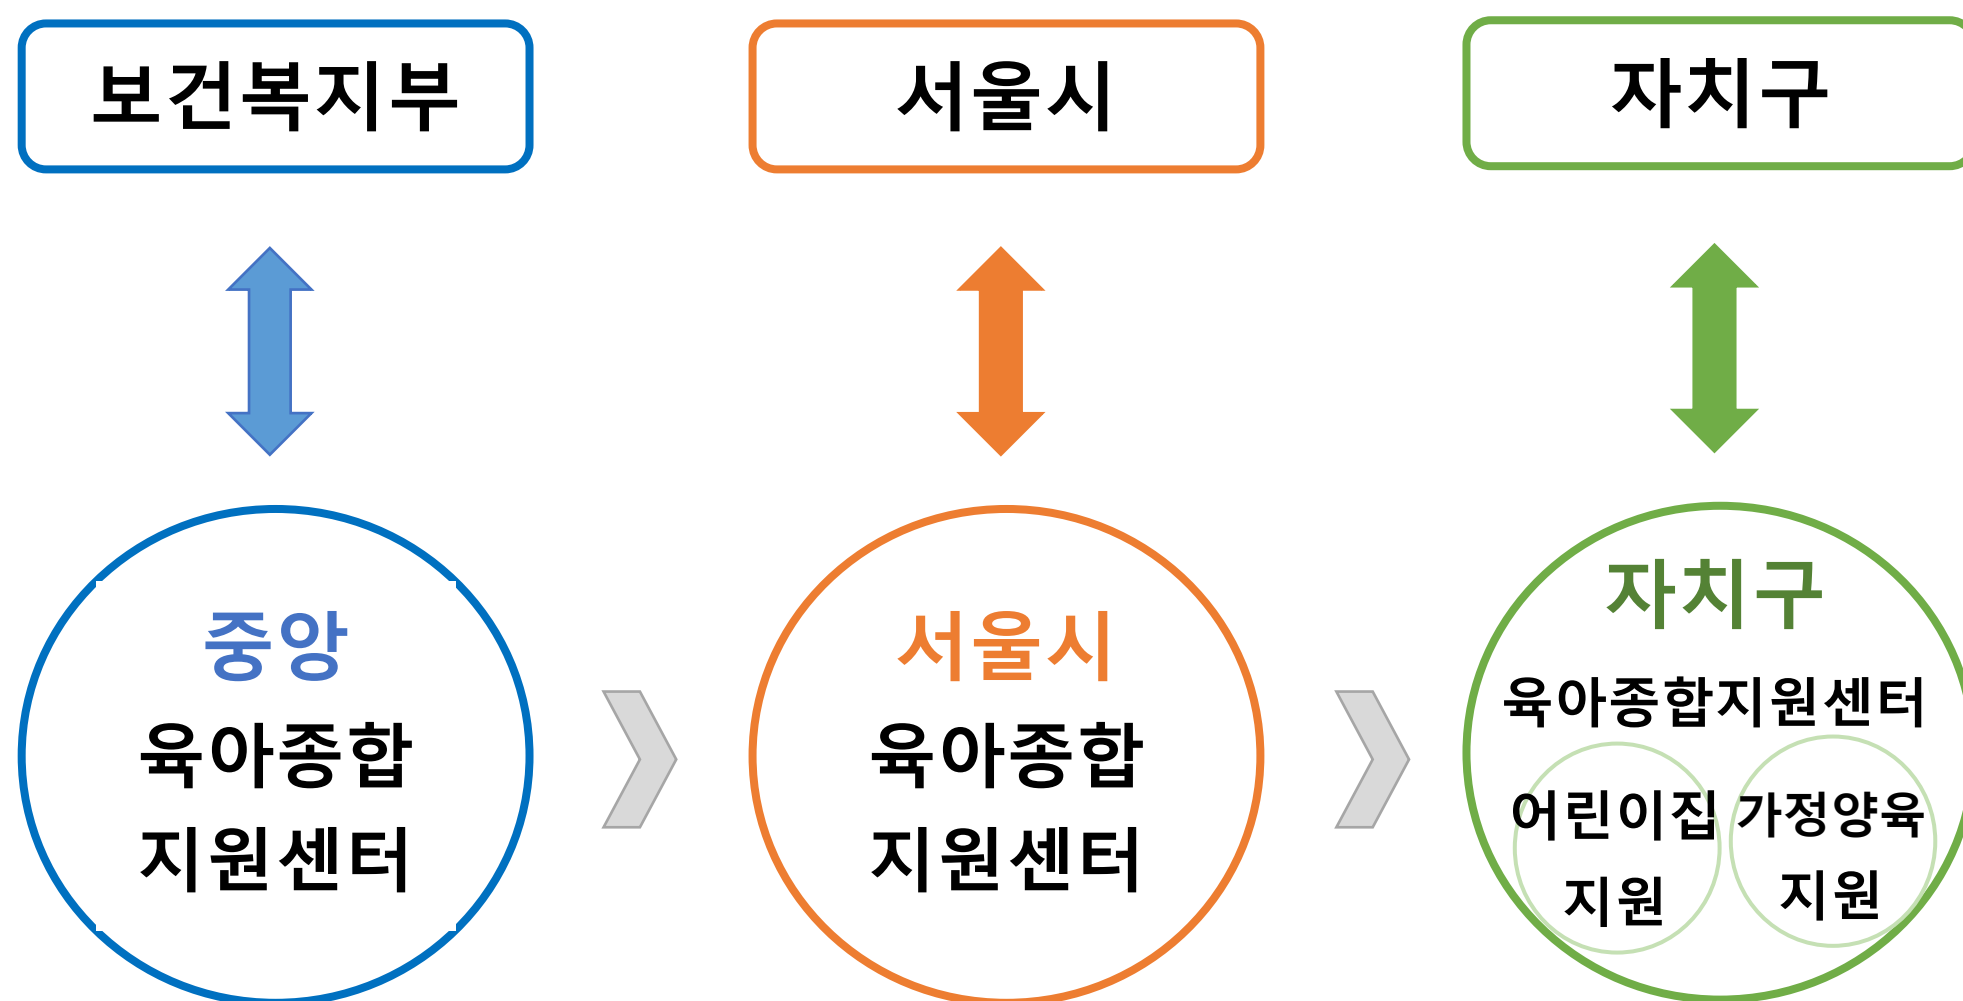 보건복지부
서울시
자치구
중앙
육아종합
지원센터
서울시
육아종합
지원센터
자치구
육아종합지원센터
어린이집
지원
가정양육
지원